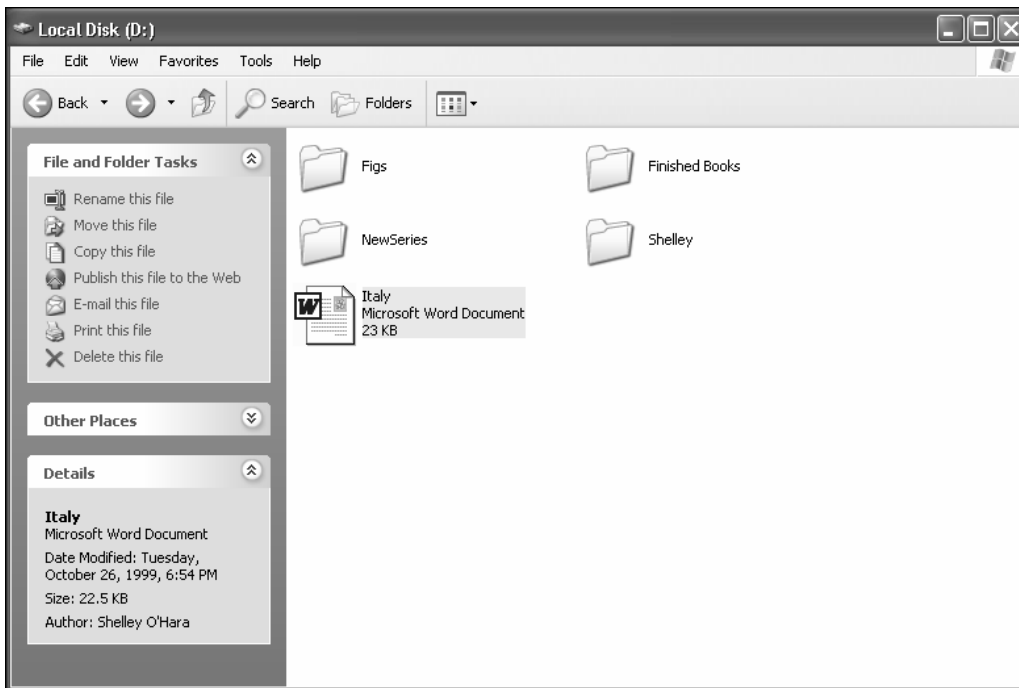 Local Disk (D:)
File Edit View Favorites Tools Help
Back Search Folders
File and Folder Tasks
Rename this file
Move this file
Copy this file
Publish this file to the Web
E-mail this file
Print this file
Delete this file
Other Places
Details
Italy
Microsoft Word Document
Date Modified: Tuesday,
October 26, 1999, 6:54 PM
Size: 22.5 KB
Author: Shelley O'Hara
Figs
Finished Books
NewSeries
Shelley
W
Italy
Microsoft Word Document
23 KB